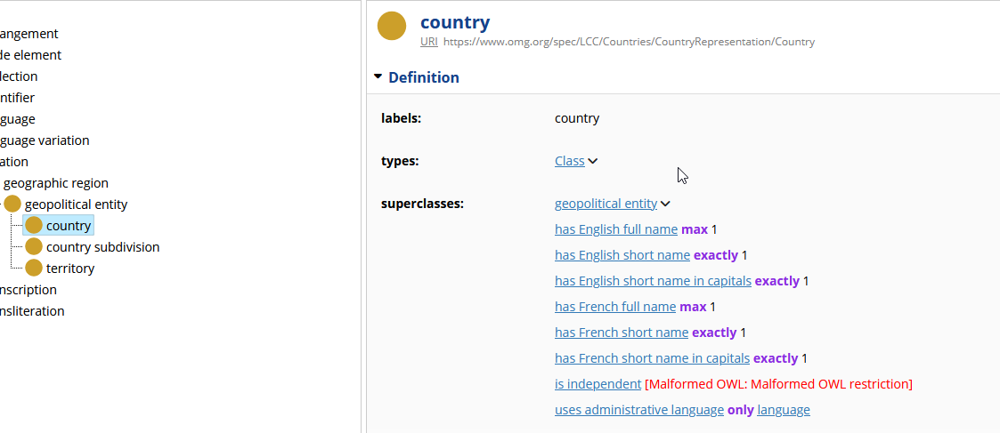 angement
de element
lection
ntifier
guage
guage variation
ation
geographic region
geopolitical entity
country
country subdivision
territory
nscription
nsliteration
country
URI https://www.omg.org/spec/LCC/Countries/CountryRepresentation/Country
Definition
labels: country
types: Class
superclasses: geopolitical entity
has English full name max 1
has English short name exactly 1
has English short name in capitals exactly 1
has French full name max 1
has French short name exactly 1
has French short name in capitals exactly 1
is independent [Malformed OWL: Malformed OWL restriction]
uses administrative language only language